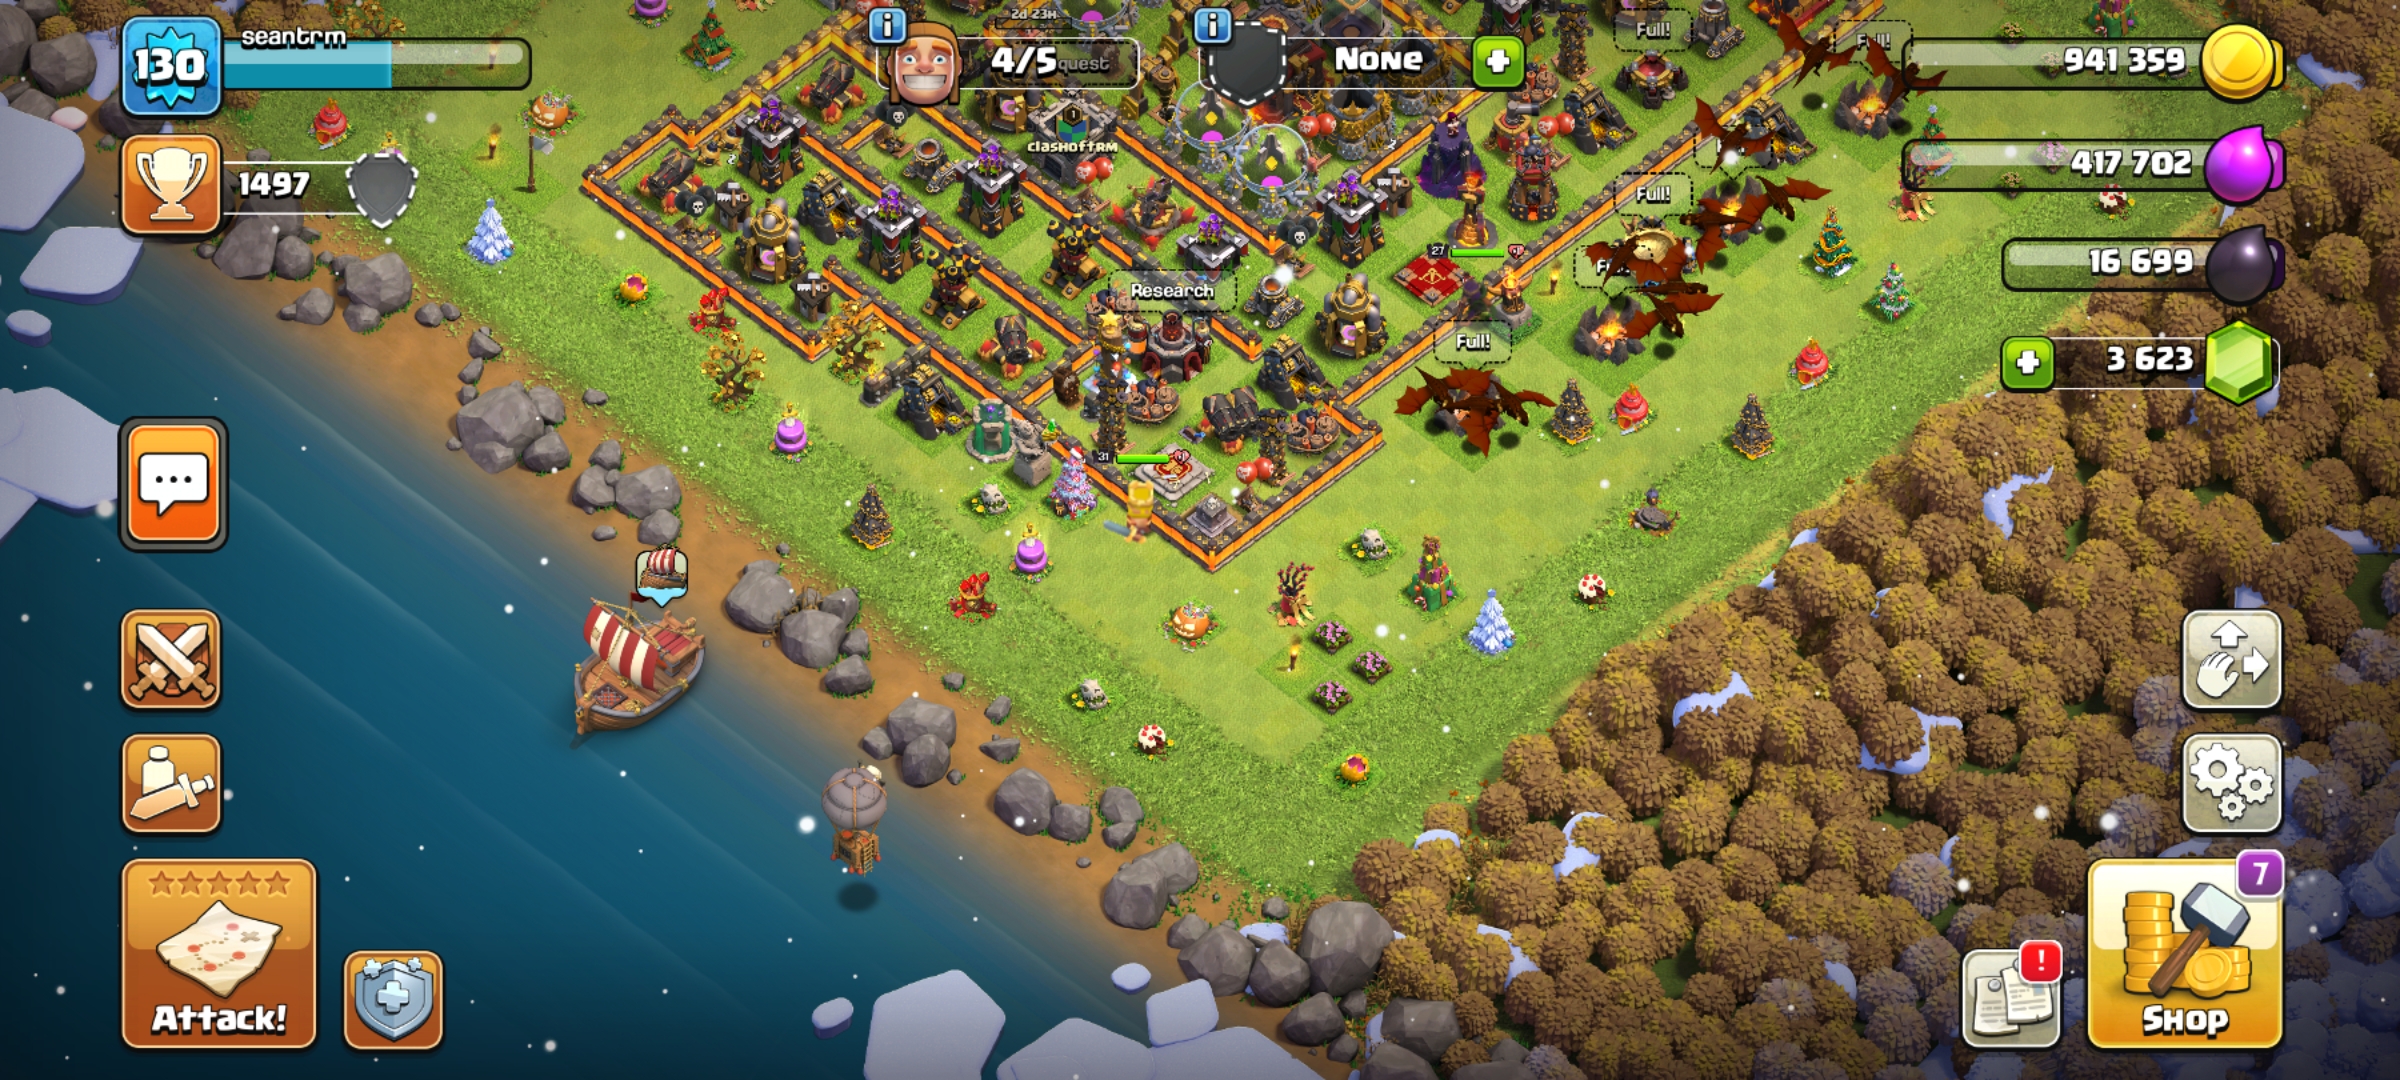 seantrm
130
1497
2d 23H
4/5
quest
None
Full!
Full!
941 359
417 702
16 699
3 623
clashoftRM
Full!
27
Research
Full!
31
Attack!
7
!
Shop